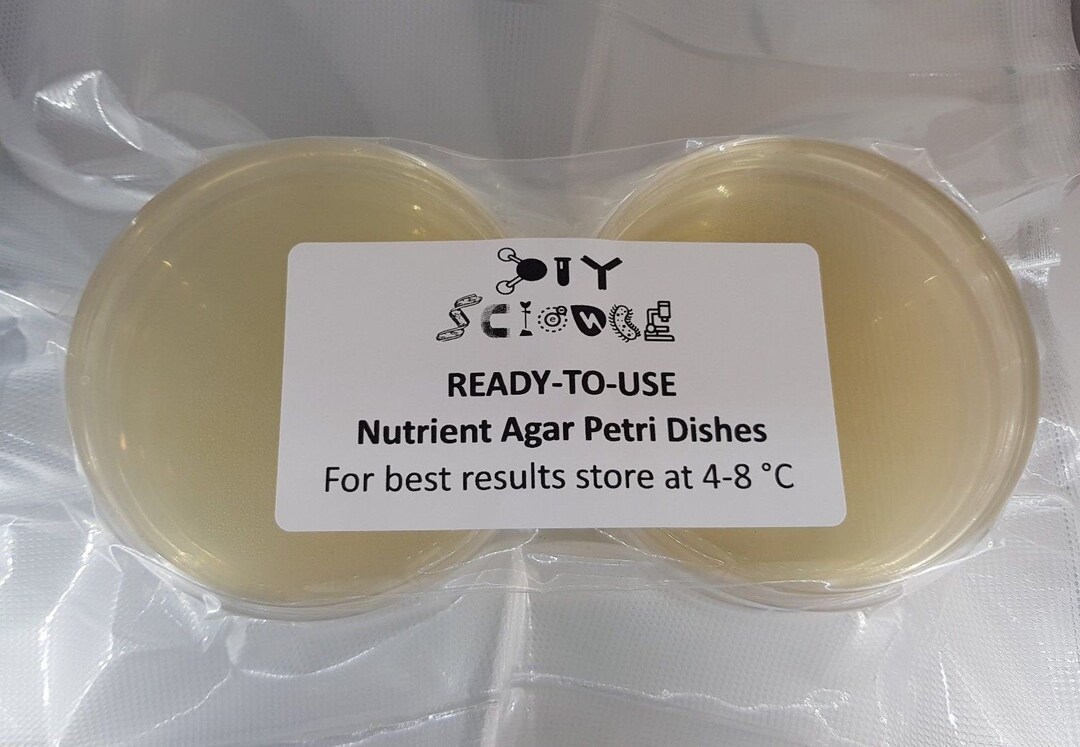 DIY
SCIENCE
READY-TO-USE
Nutrient Agar Petri Dishes
For best results store at 4-8 °C